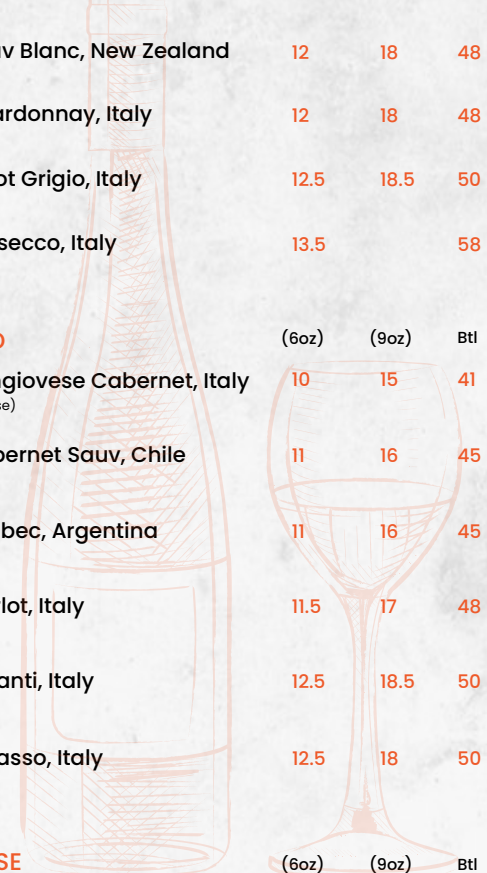 v Blanc, New Zealand 12 18 48
ardonnay, Italy 12 18 48
ot Grigio, Italy 12.5 18.5 50
secco, Italy 13.5 58
(6oz) (9oz) Btl
ngiovese Cabernet, Italy 10 15 41
se)
bernet Sauv, Chile 11 16 45
bec, Argentina 11 16 45
lot, Italy 11.5 17 48
anti, Italy 12.5 18.5 50
asso, Italy 12.5 18 50
SE (6oz) (9oz) Btl